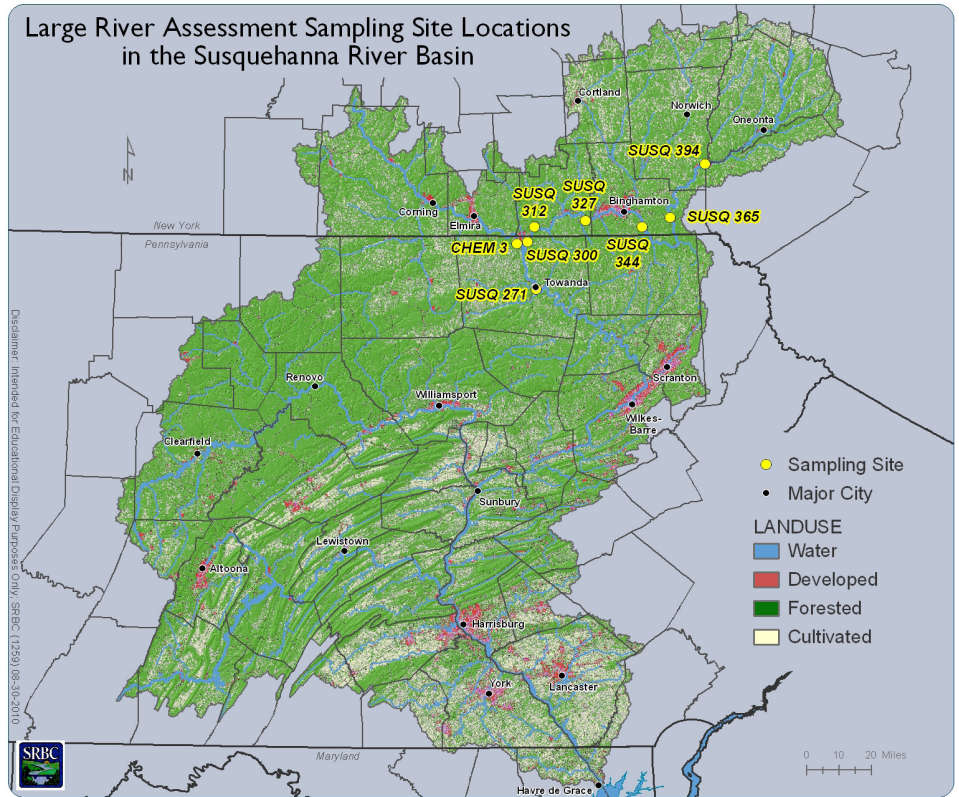 Large River Assessment Sampling Site Locations
in the Susquehanna River Basin
N
Cortland
Norwich
Oneonta
SUSQ 394
SUSQ
312
SUSQ
327
Binghamton
Corning
Elmira
SUSQ 365
New York
Pennsylvania
CHEM 3
SUSQ 300
SUSQ
344
SUSQ 271
Towanda
Scranton
Renovo
Williamsport
Wilkes-
Barre
Clearfield
Sunbury
Lewistown
Altoona
Harrisburg
York
Lancaster
Maryland
Havre de Grace
Sampling Site
Major City
LANDUSE
Water
Developed
Forested
Cultivated
0 10 20 Miles
Disclaimer: Intended for Educational Display Purposes Only; SRBC (1259) 08-30-2010
SRBC